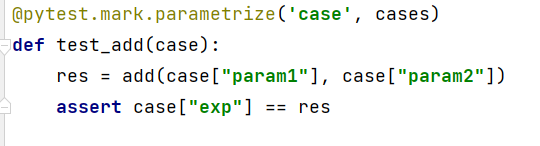 @pytest.mark.parametrize('case', cases)
def test_add(case):
    res = add(case["param1"], case["param2"])
    assert case["exp"] == res